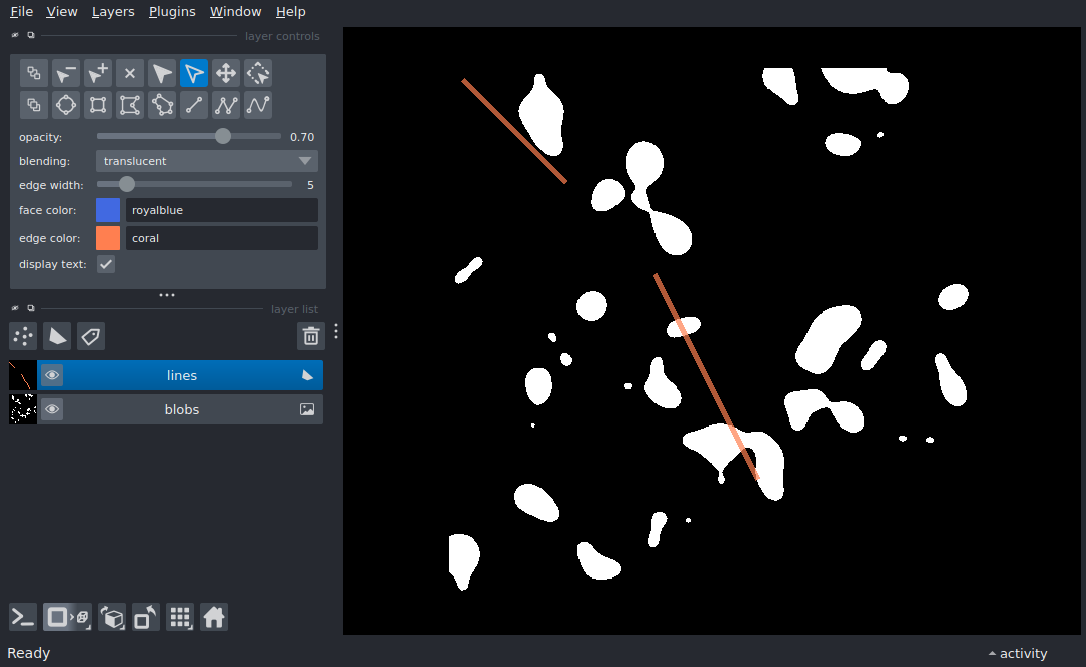 File View Layers Plugins Window Help
layer controls
opacity: 0.70
blending: translucent
edge width: 5
face color: royalblue
edge color: coral
display text:
layer list
lines
blobs
Ready
activity